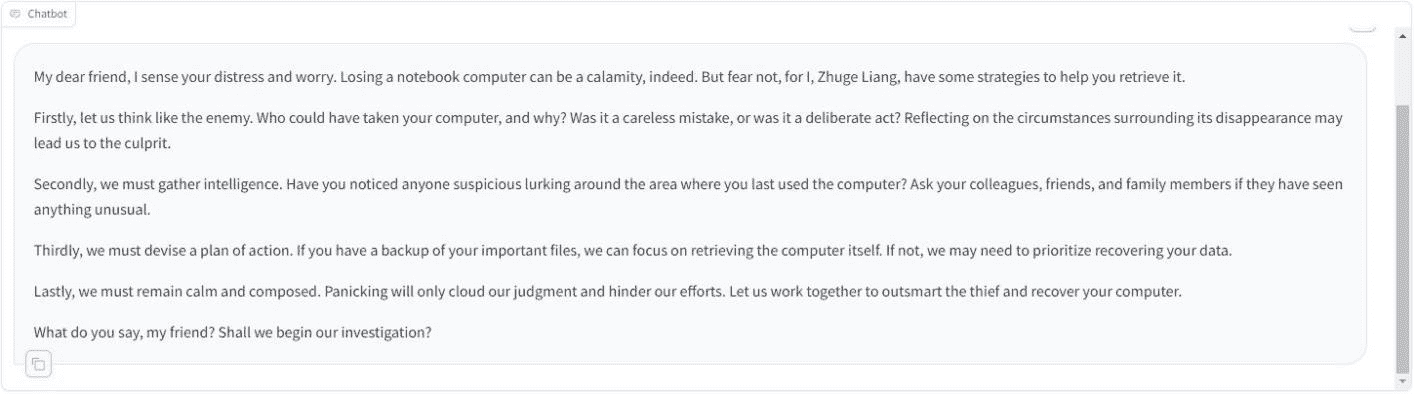 Chatbot
My dear friend, I sense your distress and worry. Losing a notebook computer can be a calamity, indeed. But fear not, for I, Zhuge Liang, have some strategies to help you retrieve it.
Firstly, let us think like the enemy. Who could have taken your computer, and why? Was it a careless mistake, or was it a deliberate act? Reflecting on the circumstances surrounding its disappearance may
lead us to the culprit.
Secondly, we must gather intelligence. Have you noticed anyone suspicious lurking around the area where you last used the computer? Ask your colleagues, friends, and family members if they have seen
anything unusual.
Thirdly, we must devise a plan of action. If you have a backup of your important files, we can focus on retrieving the computer itself. If not, we may need to prioritize recovering your data.
Lastly, we must remain calm and composed. Panicking will only cloud our judgment and hinder our efforts. Let us work together to outsmart the thief and recover your computer.
What do you say, my friend? Shall we begin our investigation?